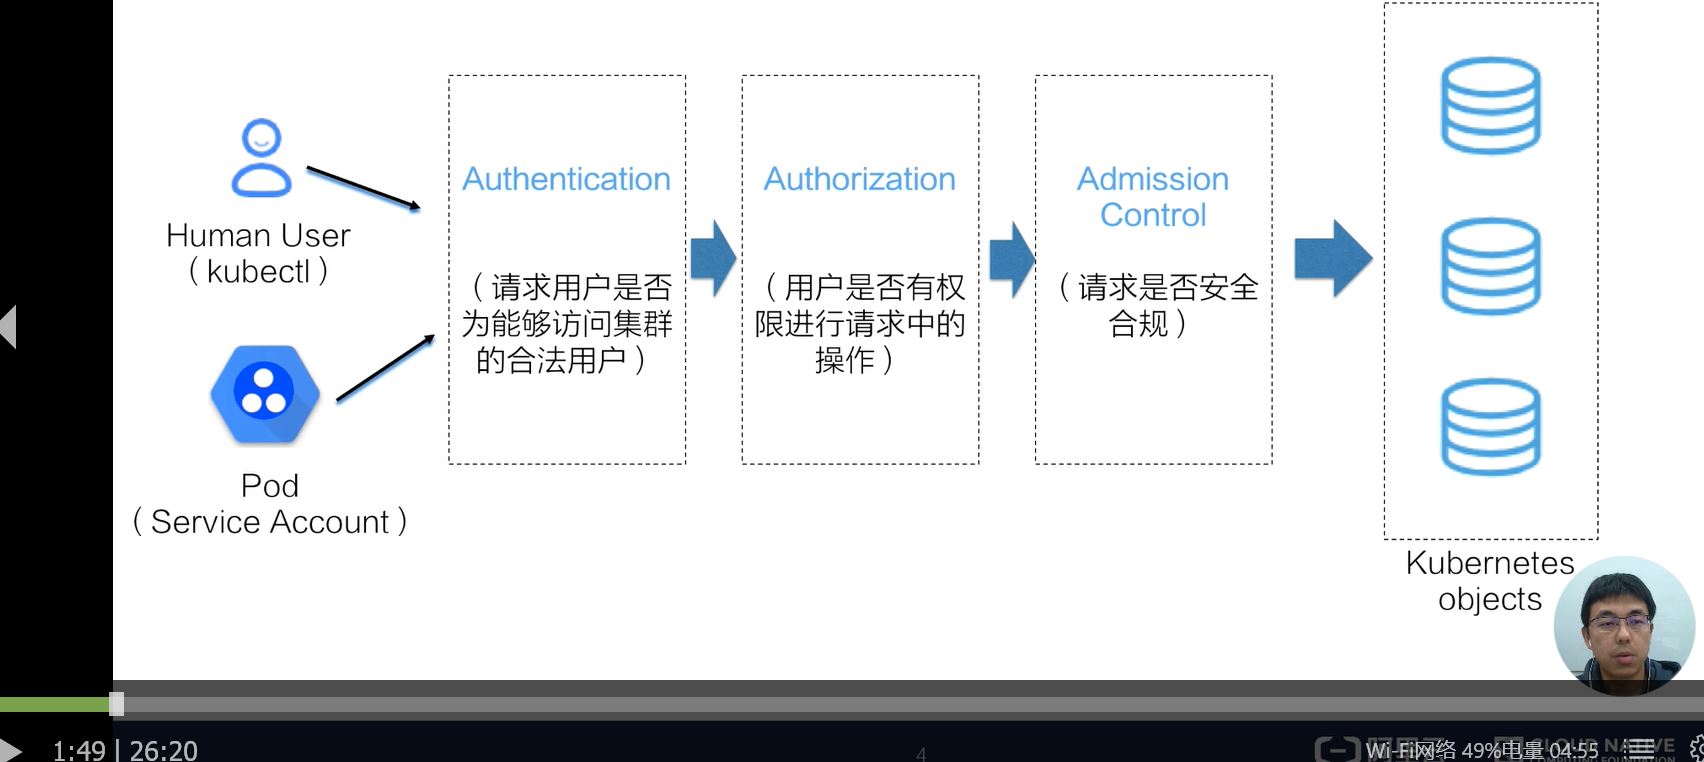 Human User
（kubectl）
Pod
（Service Account）
Authentication
（请求用户是否
为能够访问集群
的合法用户）
Authorization
（用户是否有权
限进行请求中的
操作）
Admission
Control
（请求是否安全
合规）
Kubernetes
objects
1:49 | 26:20
4
Wi-Fi网络 49%电量 04:55
CLOUD NATIVE